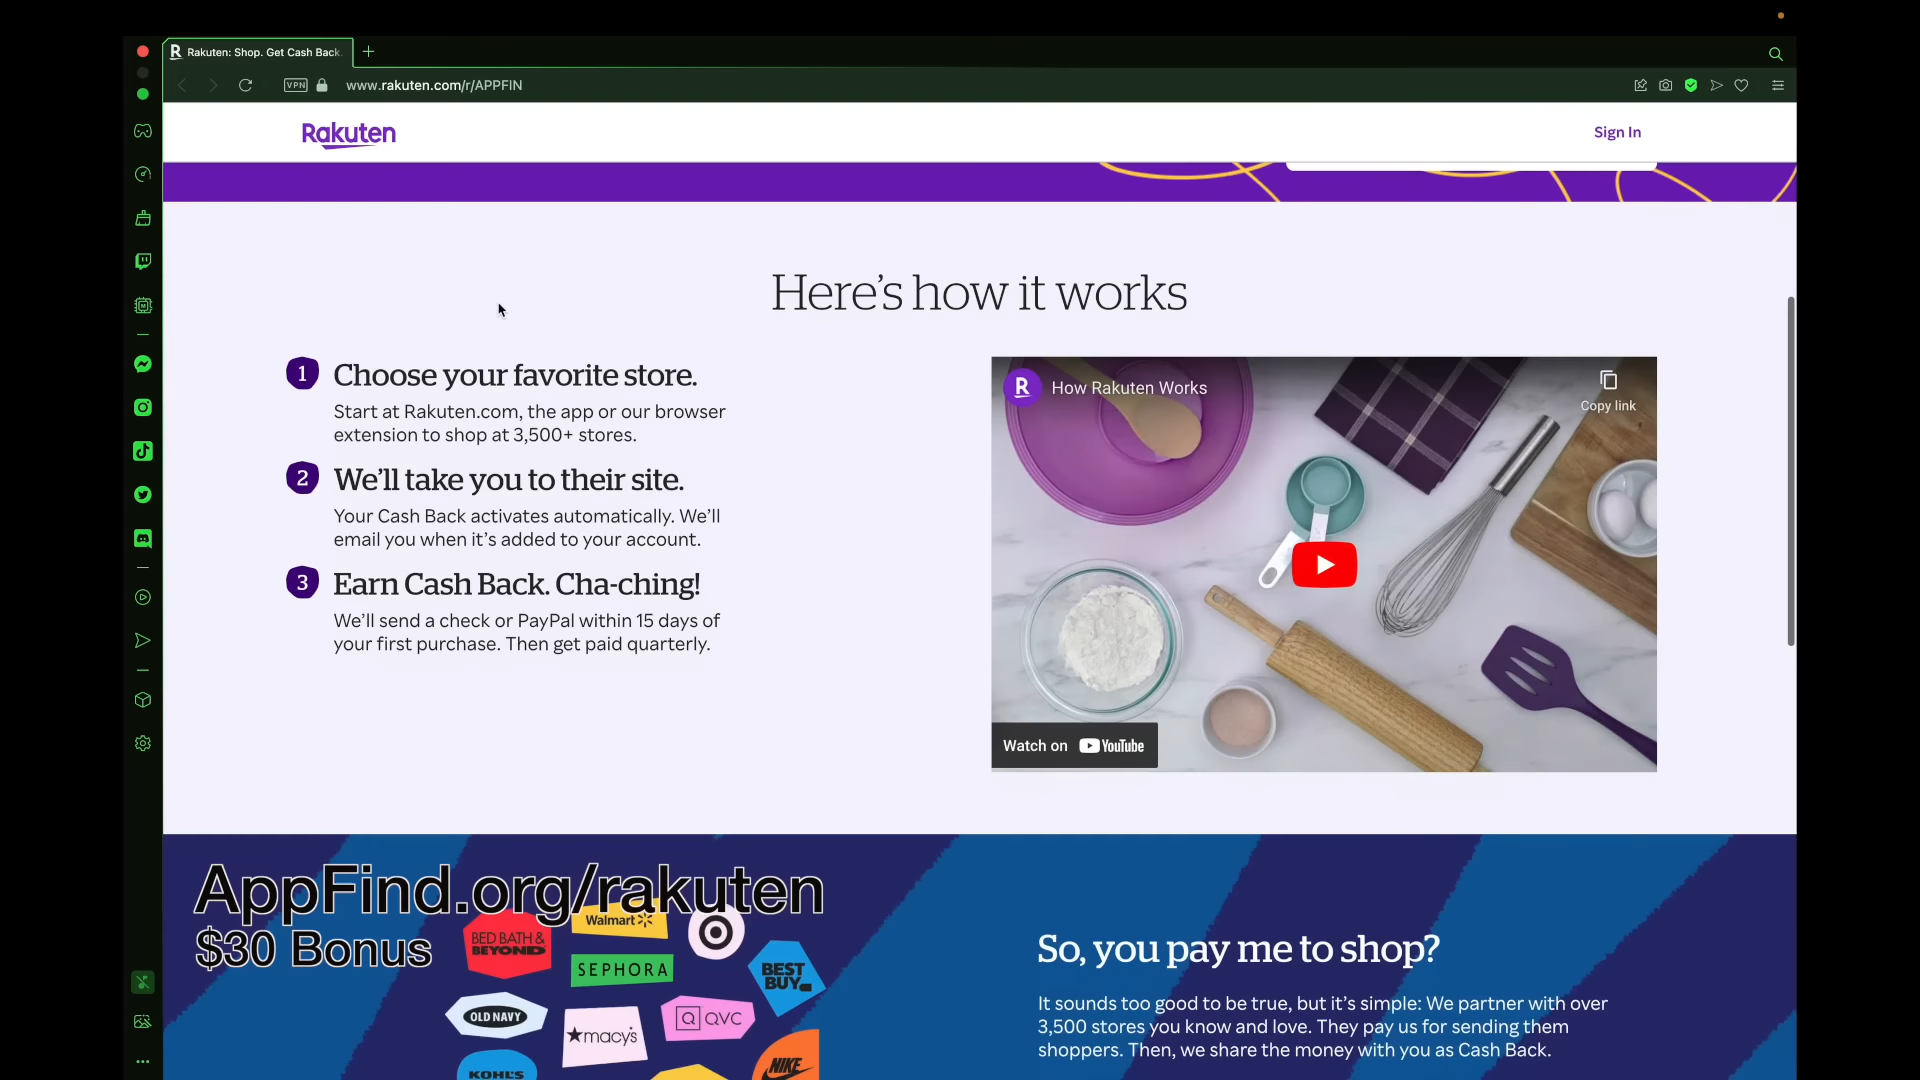 Rakuten: Shop. Get Cash Back
VPN
www.rakuten.com/r/APPFIN
Rakuten
Sign In
Here's how it works
1 Choose your favorite store.
Start at Rakuten.com, the app or our browser
extension to shop at 3,500+ stores.
2 We'll take you to their site.
Your Cash Back activates automatically. We'll
email you when it's added to your account.
3 Earn Cash Back. Cha-ching!
We'll send a check or PayPal within 15 days of
your first purchase. Then get paid quarterly.
R How Rakuten Works
Copy link
Watch on YouTube
AppFind.org/rakuten
$30 Bonus
Walmart
BED BATH &
BEYOND
SEPHORA
BEST
BUY
OLD NAVY
macy's
Q QVC
KOHL'S
NIKE
So, you pay me to shop?
It sounds too good to be true, but it's simple: We partner with over
3,500 stores you know and love. They pay us for sending them
shoppers. Then, we share the money with you as Cash Back.